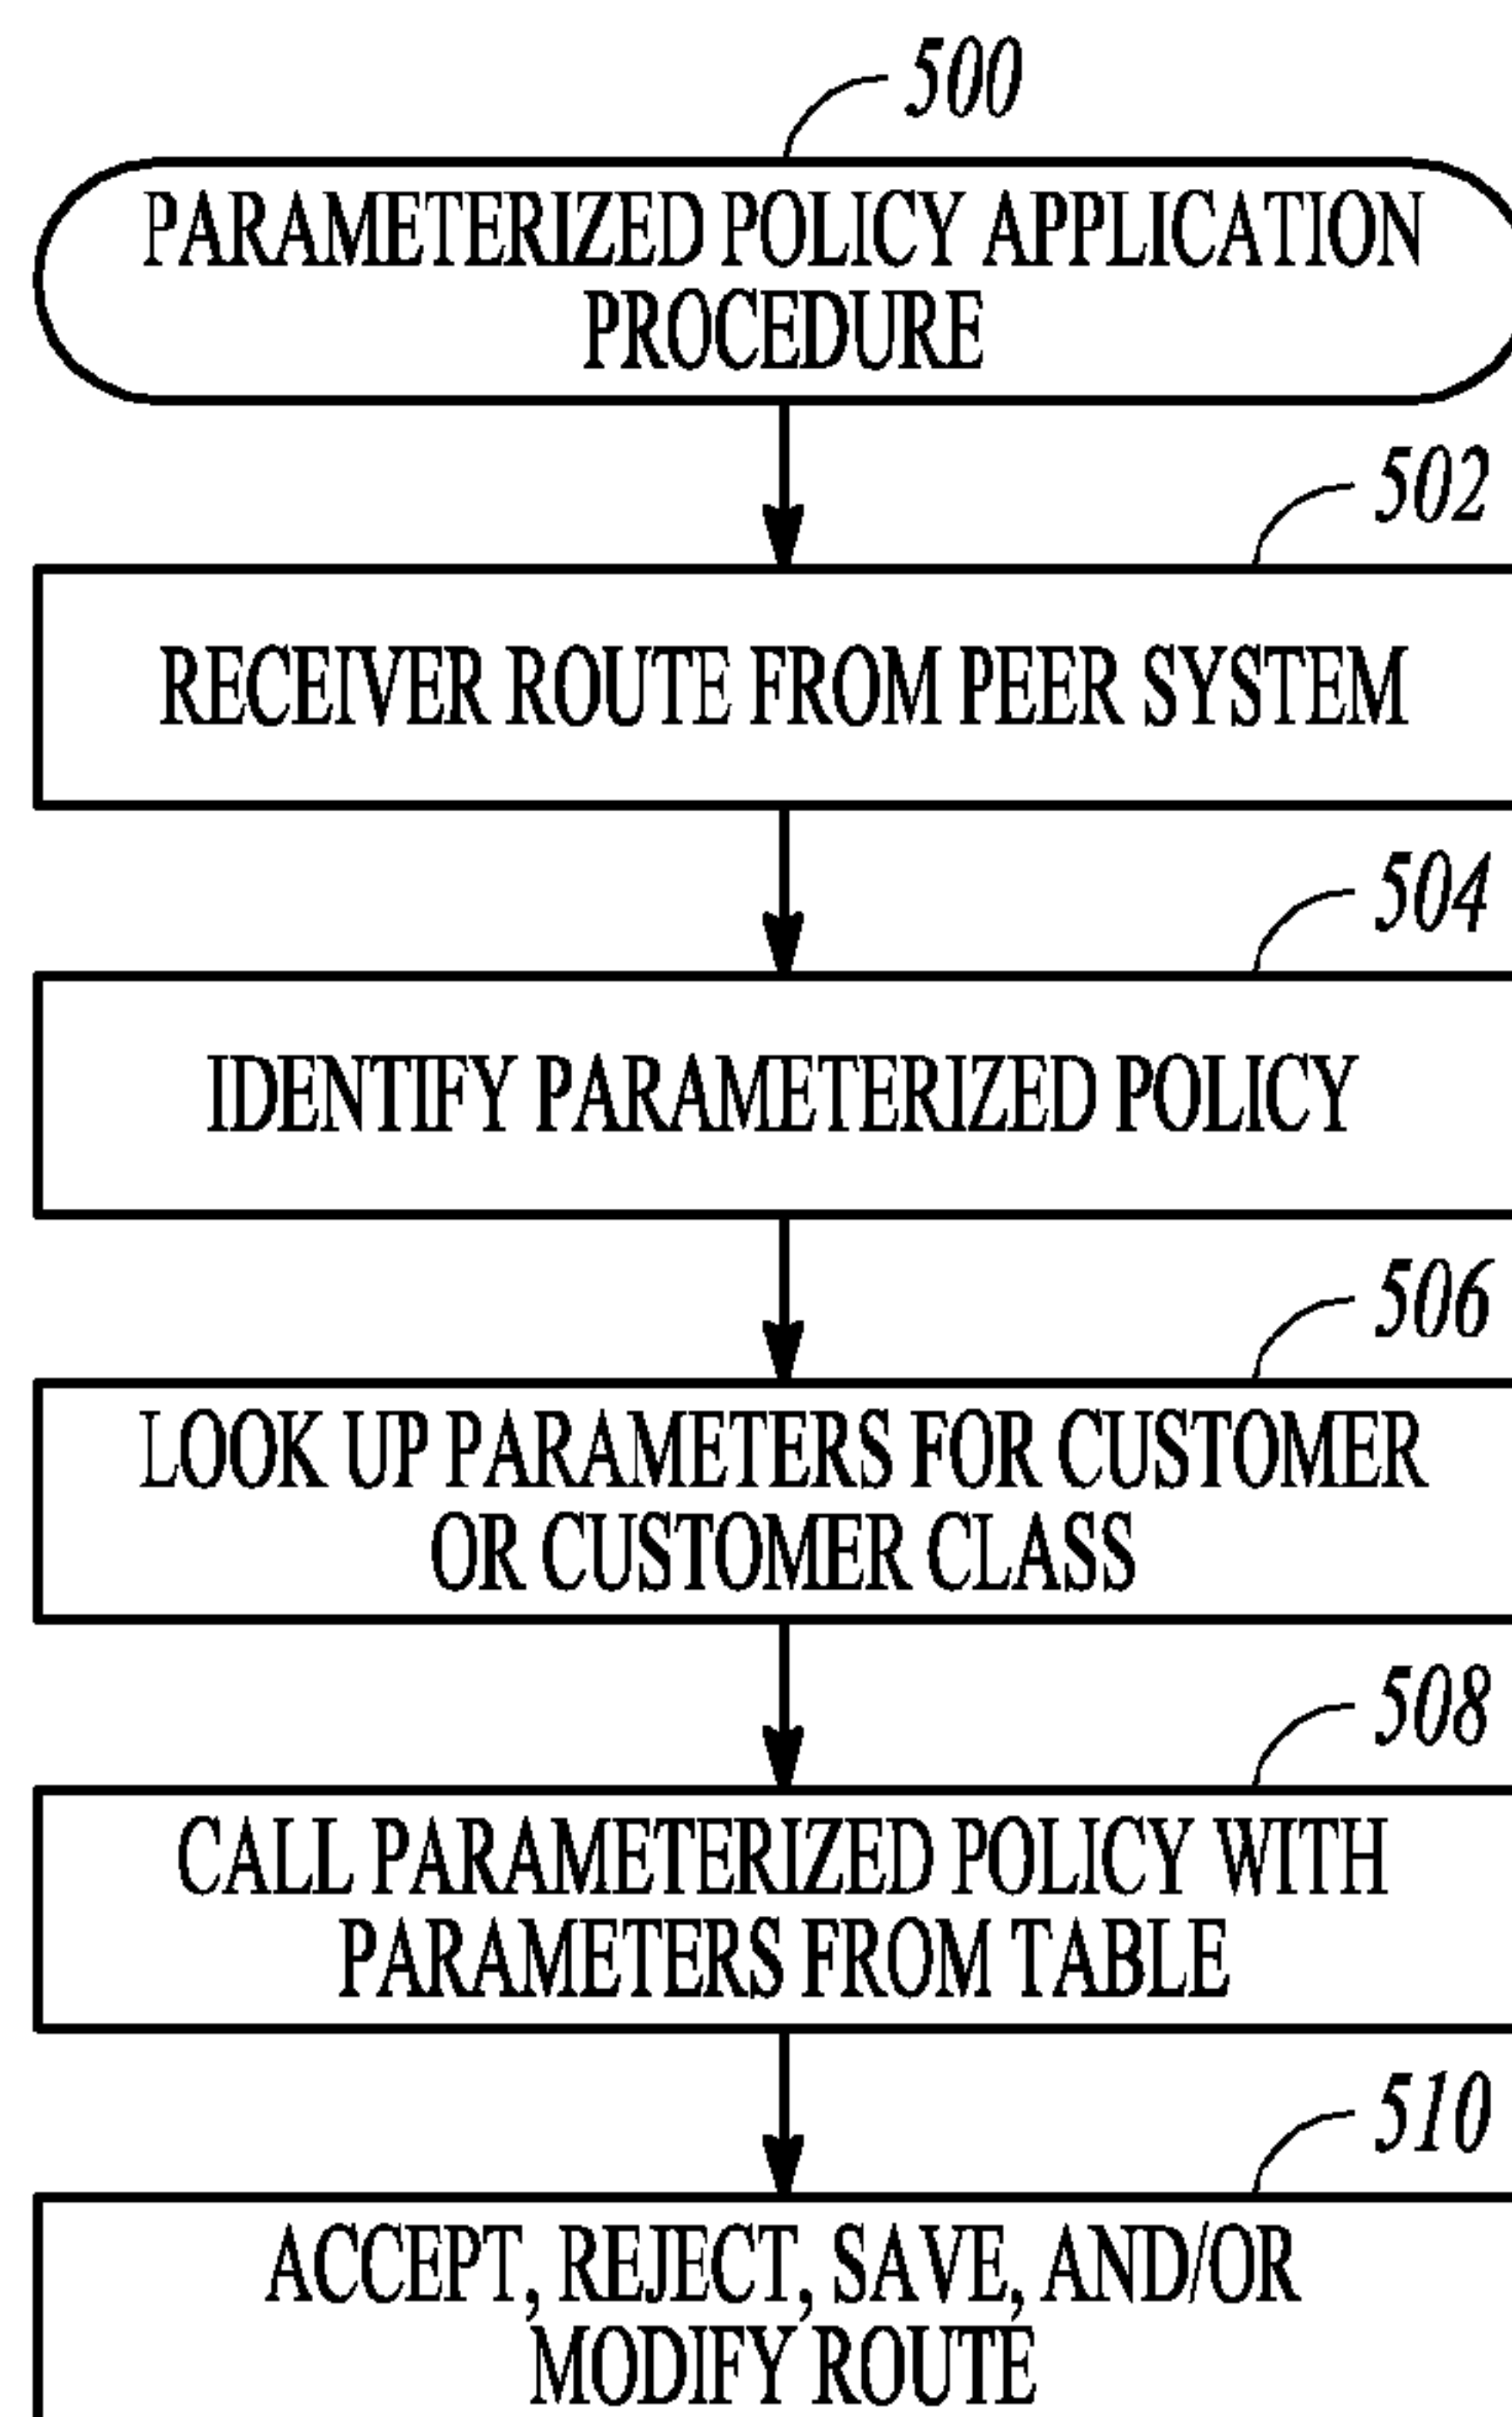 500
PARAMETERIZED POLICY APPLICATION
PROCEDURE
502
RECEIVER ROUTE FROM PEER SYSTEM
504
IDENTIFY PARAMETERIZED POLICY
506
LOOK UP PARAMETERS FOR CUSTOMER
OR CUSTOMER CLASS
508
CALL PARAMETERIZED POLICY WITH
PARAMETERS FROM TABLE
510
ACCEPT, REJECT, SAVE, AND/OR
MODIFY ROUTE